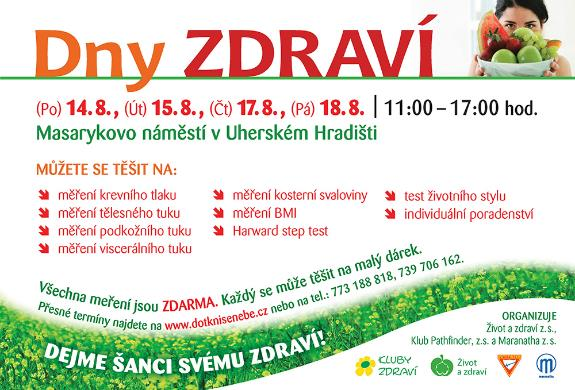 Dny ZDRAVÍ
(Po) 14.8., (Út) 15.8., (Čt) 17.8., (Pá) 18.8. | 11:00 – 17:00 hod.
Masarykovo náměstí v Uherském Hradišti
MŮŽETE SE TĚŠIT NA:
měření krevního tlaku
měření tělesného tuku
měření podkožního tuku
měření viscerálního tuku
měření kosterní svaloviny
měření BMI
Harward step test
test životního stylu
individuální poradenství
Všechna meření jsou ZDARMA. Každý se může těšit na malý dárek.
Přesné termíny najdete na www.dotknisenebe.cz nebo na tel.: 773 188 818, 739 706 162.
DEJME ŠANCI SVÉMU ZDRAVÍ!
ORGANIZUJE
Život a zdraví z.s.,
Klub Pathfinder, z.s. a Maranatha z. s.
KLUBY
ZDRAVÍ
Život
a zdraví